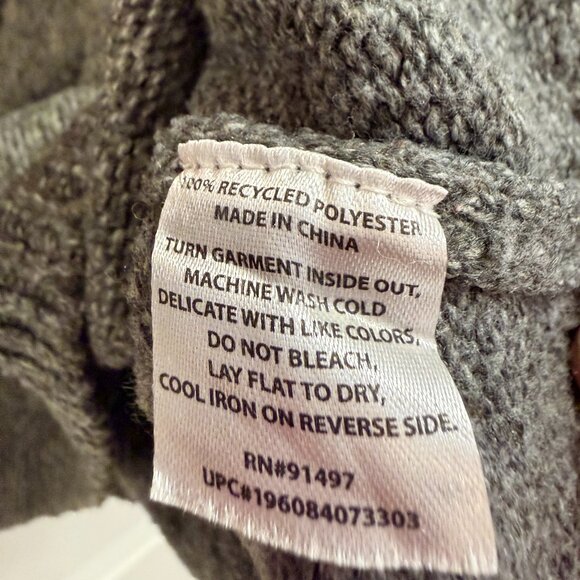 100% RECYCLED POLYESTER
MADE IN CHINA
TURN GARMENT INSIDE OUT,
MACHINE WASH COLD
DELICATE WITH LIKE COLORS,
DO NOT BLEACH,
LAY FLAT TO DRY,
COOL IRON ON REVERSE SIDE.
RN#91497
UPC#196084073303